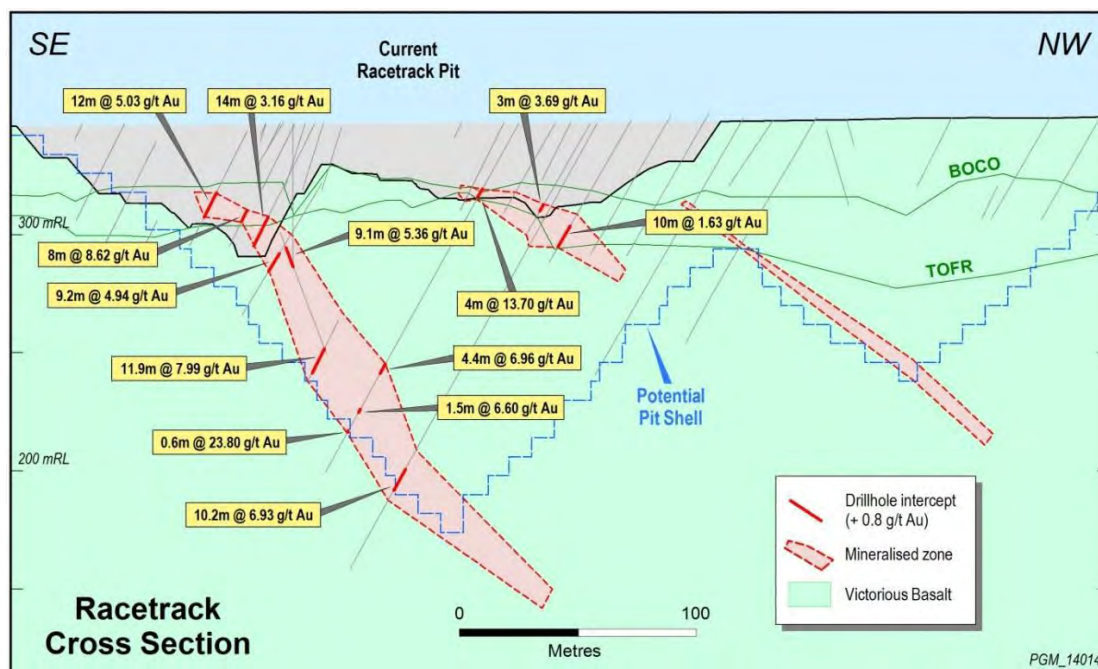 SE
Current
Racetrack Pit
NW
12m @ 5.03 g/t Au
14m @ 3.16 g/t Au
3m @ 3.69 g/t Au
BOCO
300 mRL
8m @ 8.62 g/t Au
9.1m @ 5.36 g/t Au
10m @ 1.63 g/t Au
TOFR
9.2m @ 4.94 g/t Au
4m @ 13.70 g/t Au
11.9m @ 7.99 g/t Au
4.4m @ 6.96 g/t Au
Potential
Pit Shell
1.5m @ 6.60 g/t Au
0.6m @ 23.80 g/t Au
200 mRL
10.2m @ 6.93 g/t Au
Drillhole intercept
(+ 0.8 g/t Au)
Mineralised zone
Victorious Basalt
Racetrack
Cross Section
0
100
Metres
PGM_14014